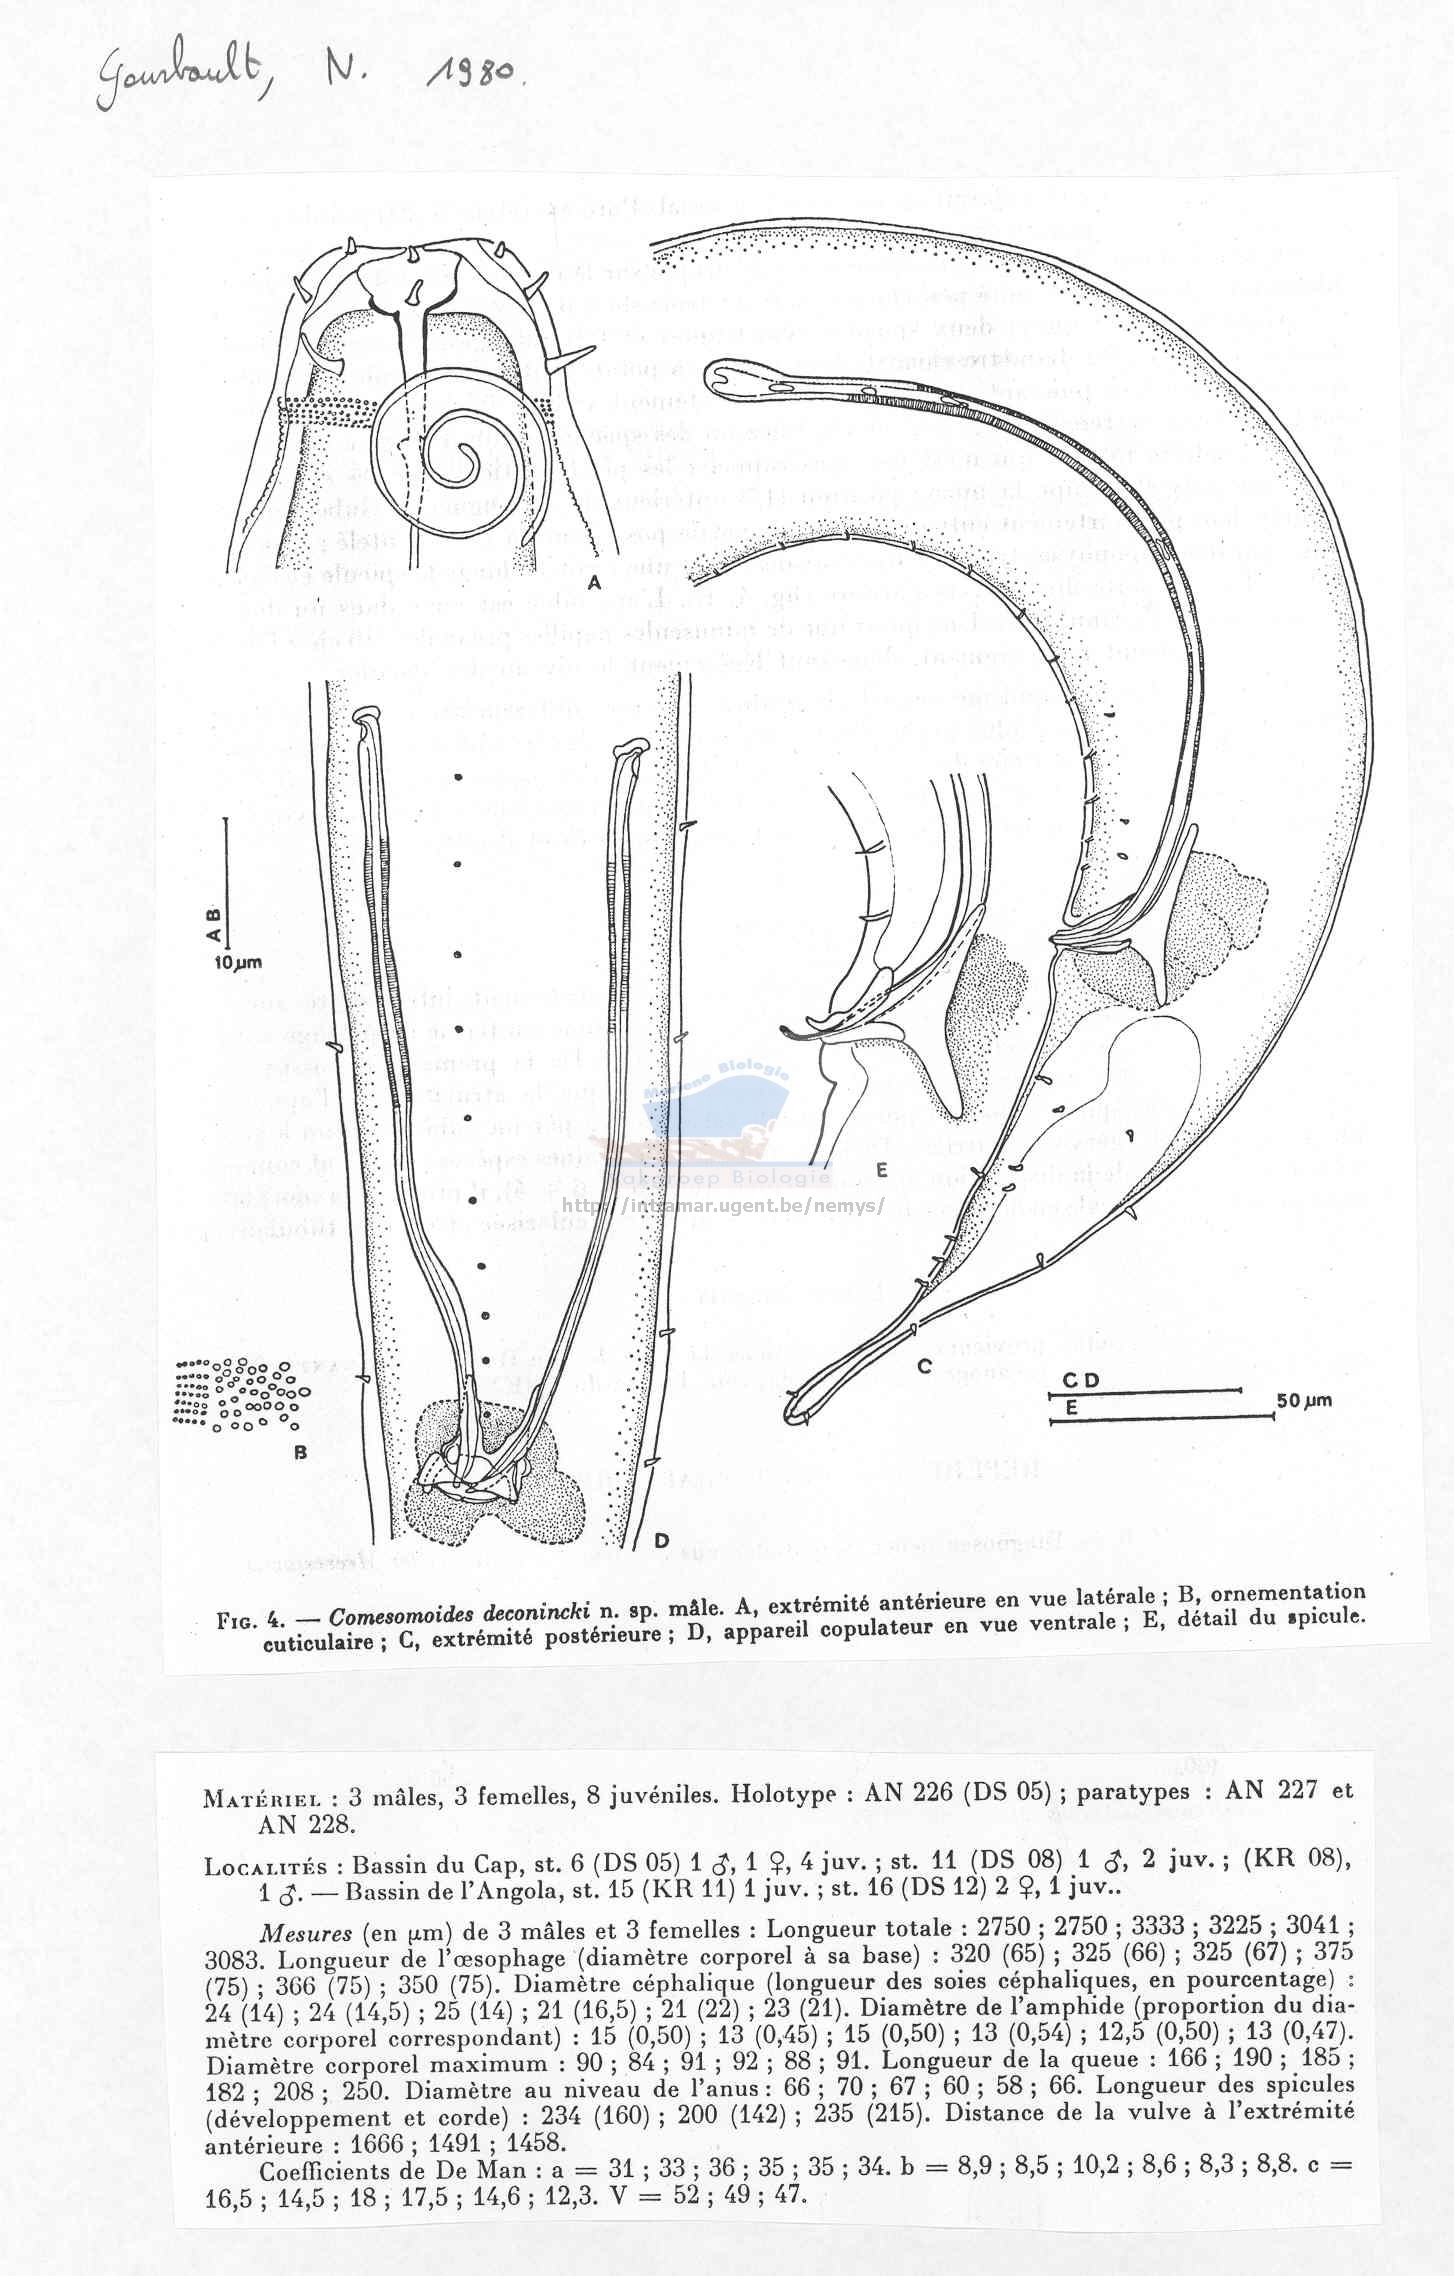 Gourbault, N. 1980.
A
A B
10 µm
Mariene Biologie
Vakgroep Biologie
E
https://intramar.ugent.be/nemys/
C
C D
E
50 µm
B
D
FIG. 4. — Comesomoides deconincki n. sp. mâle. A, extrémité antérieure en vue latérale ; B, ornementation
cuticulaire ; C, extrémité postérieure ; D, appareil copulateur en vue ventrale ; E, détail du spicule.
MATÉRIEL : 3 mâles, 3 femelles, 8 juvéniles. Holotype : AN 226 (DS 05) ; paratypes : AN 227 et
AN 228.
LOCALITÉS : Bassin du Cap, st. 6 (DS 05) 1 ♂, 1 ♀, 4 juv. ; st. 11 (DS 08) 1 ♂, 2 juv. ; (KR 08),
1 ♂. — Bassin de l'Angola, st. 15 (KR 11) 1 juv. ; st. 16 (DS 12) 2 ♀, 1 juv..
Mesures (en µm) de 3 mâles et 3 femelles : Longueur totale : 2750 ; 2750 ; 3333 ; 3225 ; 3041 ;
3083. Longueur de l'œsophage (diamètre corporel à sa base) : 320 (65) ; 325 (66) ; 325 (67) ; 375
(75) ; 366 (75) ; 350 (75). Diamètre céphalique (longueur des soies céphaliques, en pourcentage) :
24 (14) ; 24 (14,5) ; 25 (14) ; 21 (16,5) ; 21 (22) ; 23 (21). Diamètre de l'amphide (proportion du dia-
mètre corporel correspondant) : 15 (0,50) ; 13 (0,45) ; 15 (0,50) ; 13 (0,54) ; 12,5 (0,50) ; 13 (0,47).
Diamètre corporel maximum : 90 ; 84 ; 91 ; 92 ; 88 ; 91. Longueur de la queue : 166 ; 190 ; 185 ;
182 ; 208 ; 250. Diamètre au niveau de l'anus : 66 ; 70 ; 67 ; 60 ; 58 ; 66. Longueur des spicules
(développement et corde) : 234 (160) ; 200 (142) ; 235 (215). Distance de la vulve à l'extrémité
antérieure : 1666 ; 1491 ; 1458.
Coefficients de De Man : a = 31 ; 33 ; 36 ; 35 ; 35 ; 34. b = 8,9 ; 8,5 ; 10,2 ; 8,6 ; 8,3 ; 8,8. c =
16,5 ; 14,5 ; 18 ; 17,5 ; 14,6 ; 12,3. V = 52 ; 49 ; 47.